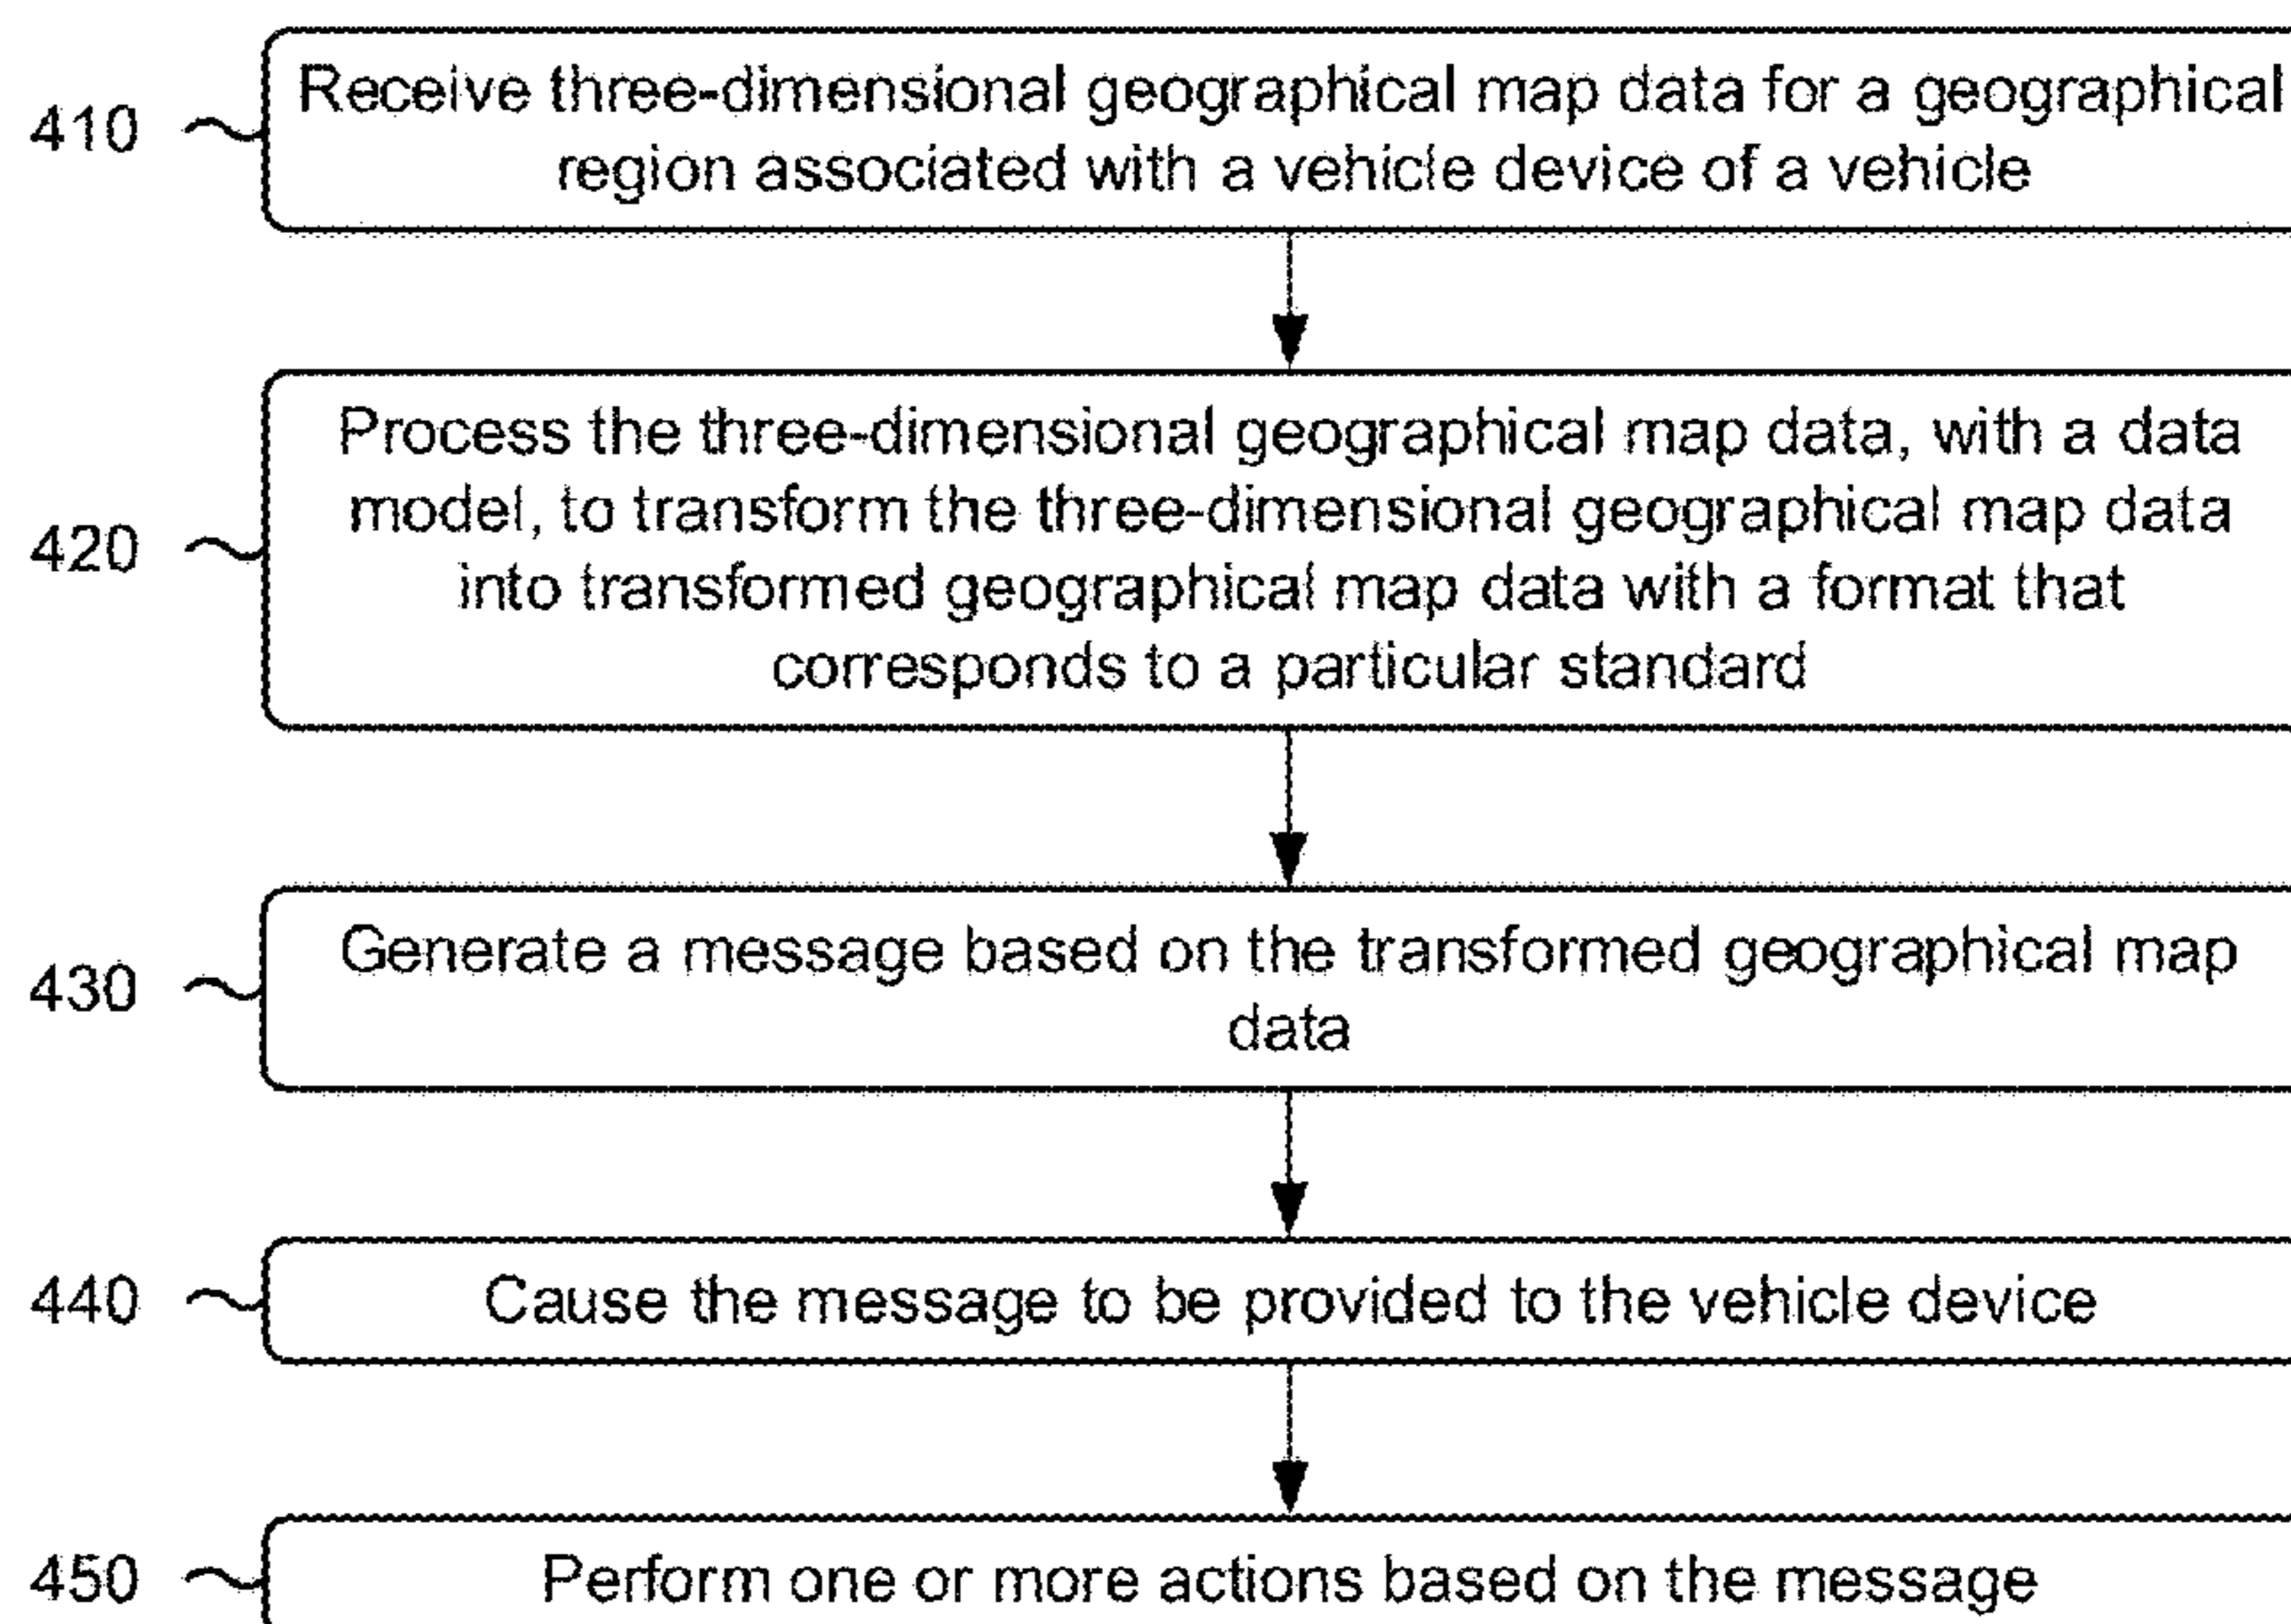 410
Receive three-dimensional geographical map data for a geographical
region associated with a vehicle device of a vehicle
420
Process the three-dimensional geographical map data, with a data
model, to transform the three-dimensional geographical map data
into transformed geographical map data with a format that
corresponds to a particular standard
430
Generate a message based on the transformed geographical map
data
440
Cause the message to be provided to the vehicle device
450
Perform one or more actions based on the message